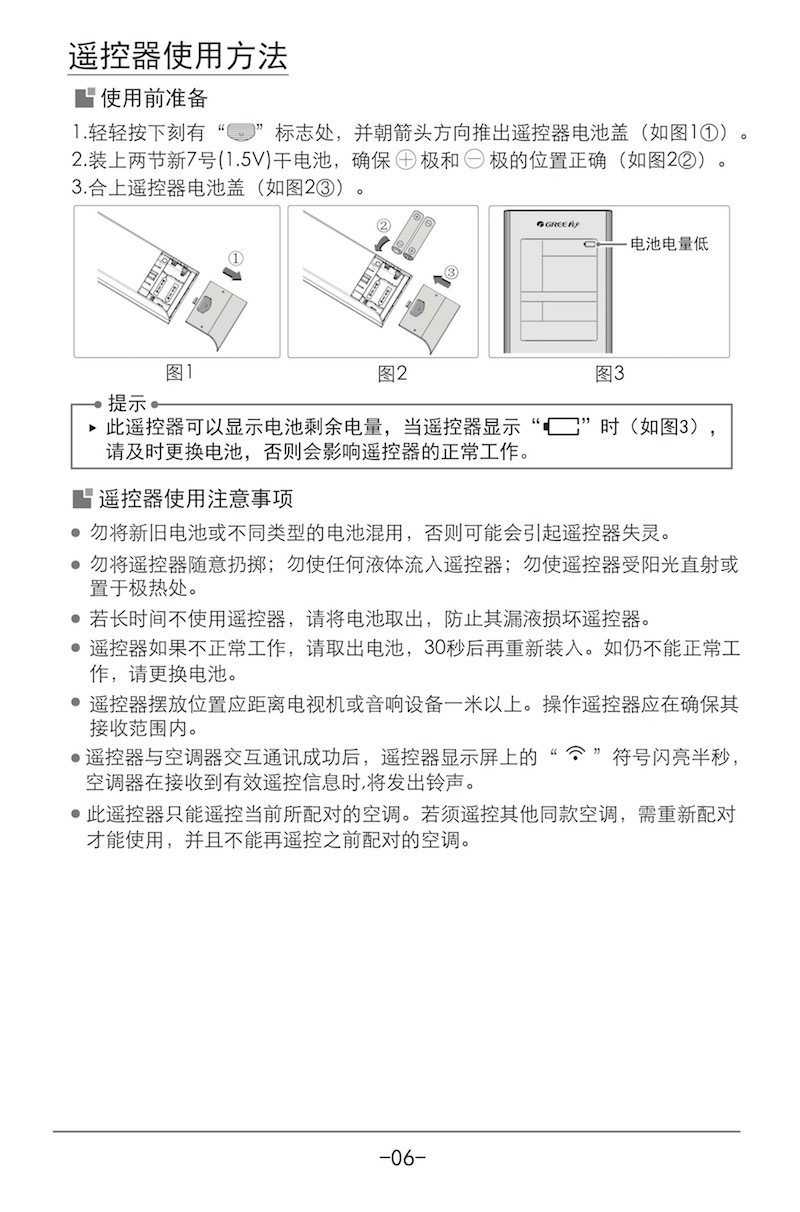 遥控器使用方法
使用前准备
1.轻轻按下刻有“ ”标志处，并朝箭头方向推出遥控器电池盖（如图1①）。
2.装上两节新7号(1.5V)干电池，确保⊕极和⊖极的位置正确（如图2②）。
3.合上遥控器电池盖（如图2③）。
①
②
③
GREE
电池电量低
图1
图2
图3
提示
▸ 此遥控器可以显示电池剩余电量，当遥控器显示“ ”时（如图3），
请及时更换电池，否则会影响遥控器的正常工作。
遥控器使用注意事项
● 勿将新旧电池或不同类型的电池混用，否则可能会引起遥控器失灵。
● 勿将遥控器随意扔掷；勿使任何液体流入遥控器；勿使遥控器受阳光直射或
置于极热处。
● 若长时间不使用遥控器，请将电池取出，防止其漏液损坏遥控器。
● 遥控器如果不正常工作，请取出电池，30秒后再重新装入。如仍不能正常工
作，请更换电池。
● 遥控器摆放位置应距离电视机或音响设备一米以上。操作遥控器应在确保其
接收范围内。
● 遥控器与空调器交互通讯成功后，遥控器显示屏上的“ ”符号闪亮半秒，
空调器在接收到有效遥控信息时,将发出铃声。
● 此遥控器只能遥控当前所配对的空调。若须遥控其他同款空调，需重新配对
才能使用，并且不能再遥控之前配对的空调。
-06-